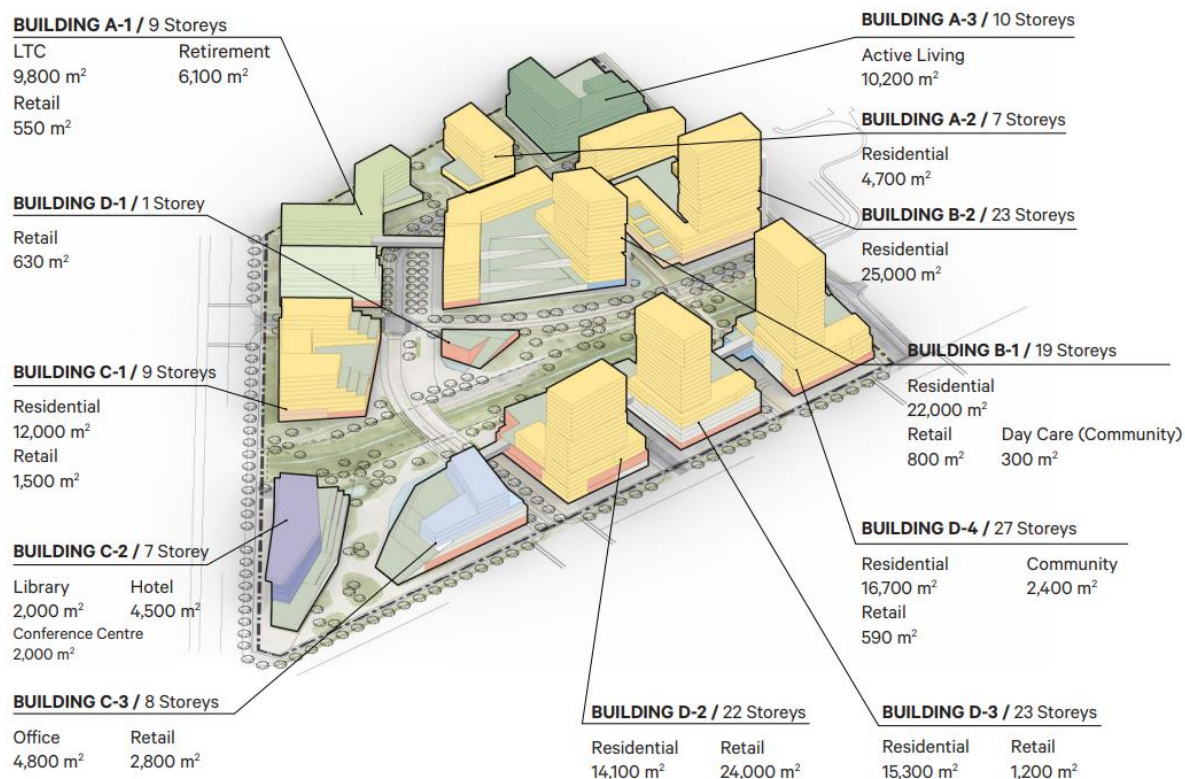 BUILDING A-1 / 9 Storeys
LTC Retirement
9,800 m² 6,100 m²
Retail
550 m²
BUILDING D-1 / 1 Storey
Retail
630 m²
BUILDING C-1 / 9 Storeys
Residential
12,000 m²
Retail
1,500 m²
BUILDING C-2 / 7 Storey
Library Hotel
2,000 m² 4,500 m²
Conference Centre
2,000 m²
BUILDING C-3 / 8 Storeys
Office Retail
4,800 m² 2,800 m²
BUILDING A-3 / 10 Storeys
Active Living
10,200 m²
BUILDING A-2 / 7 Storeys
Residential
4,700 m²
BUILDING B-2 / 23 Storeys
Residential
25,000 m²
BUILDING B-1 / 19 Storeys
Residential
22,000 m²
Retail Day Care (Community)
800 m² 300 m²
BUILDING D-4 / 27 Storeys
Residential Community
16,700 m² 2,400 m²
Retail
590 m²
BUILDING D-2 / 22 Storeys
Residential Retail
14,100 m² 24,000 m²
BUILDING D-3 / 23 Storeys
Residential Retail
15,300 m² 1,200 m²